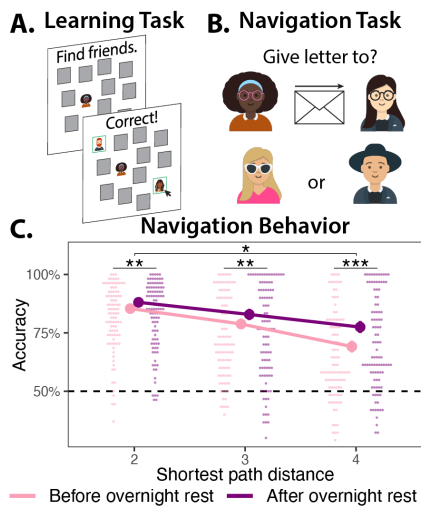 A. Learning Task
Find friends.
Correct!
B. Navigation Task
Give letter to?
or
C. Navigation Behavior
*
** ** ***
100%
75%
50%
Accuracy
2 3 4
Shortest path distance
Before overnight rest After overnight rest